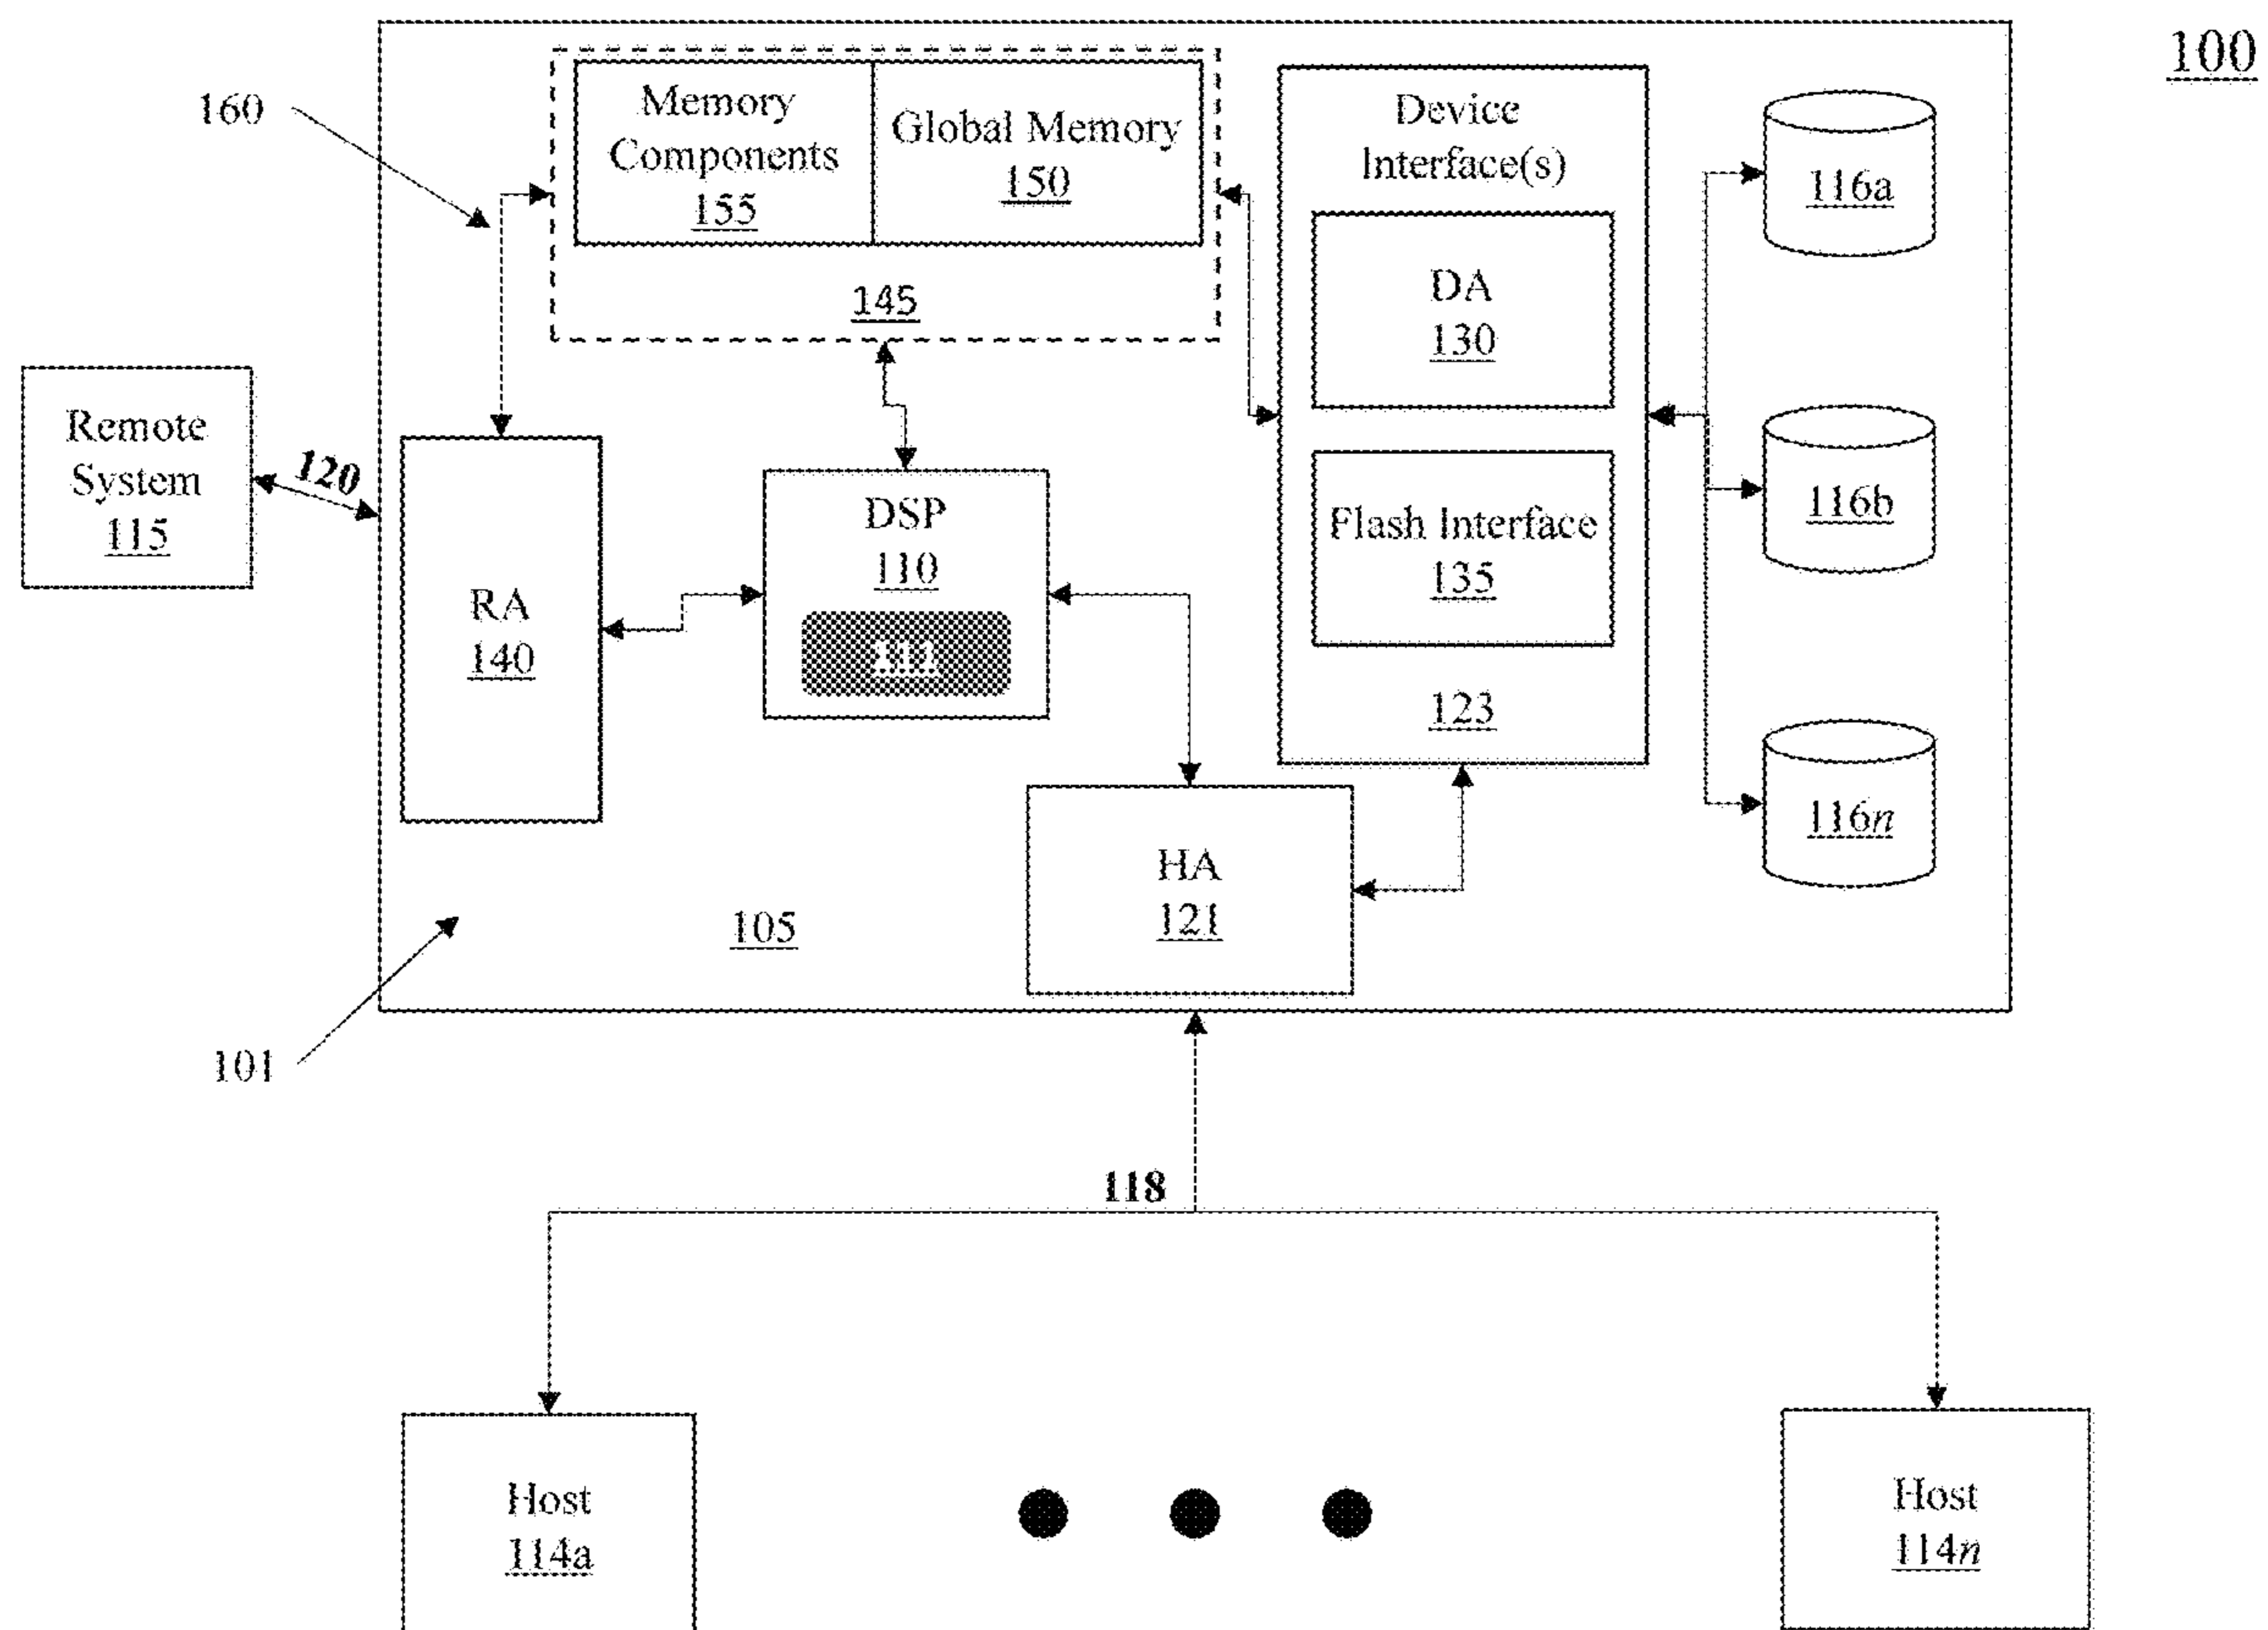 100
160
Memory
Components
155
Global Memory
150
145
Device
Interface(s)
DA
130
Flash Interface
135
123
116a
116b
116n
Remote
System
115
120
RA
140
DSP
110
111
HA
121
105
101
118
Host
114a
Host
114n